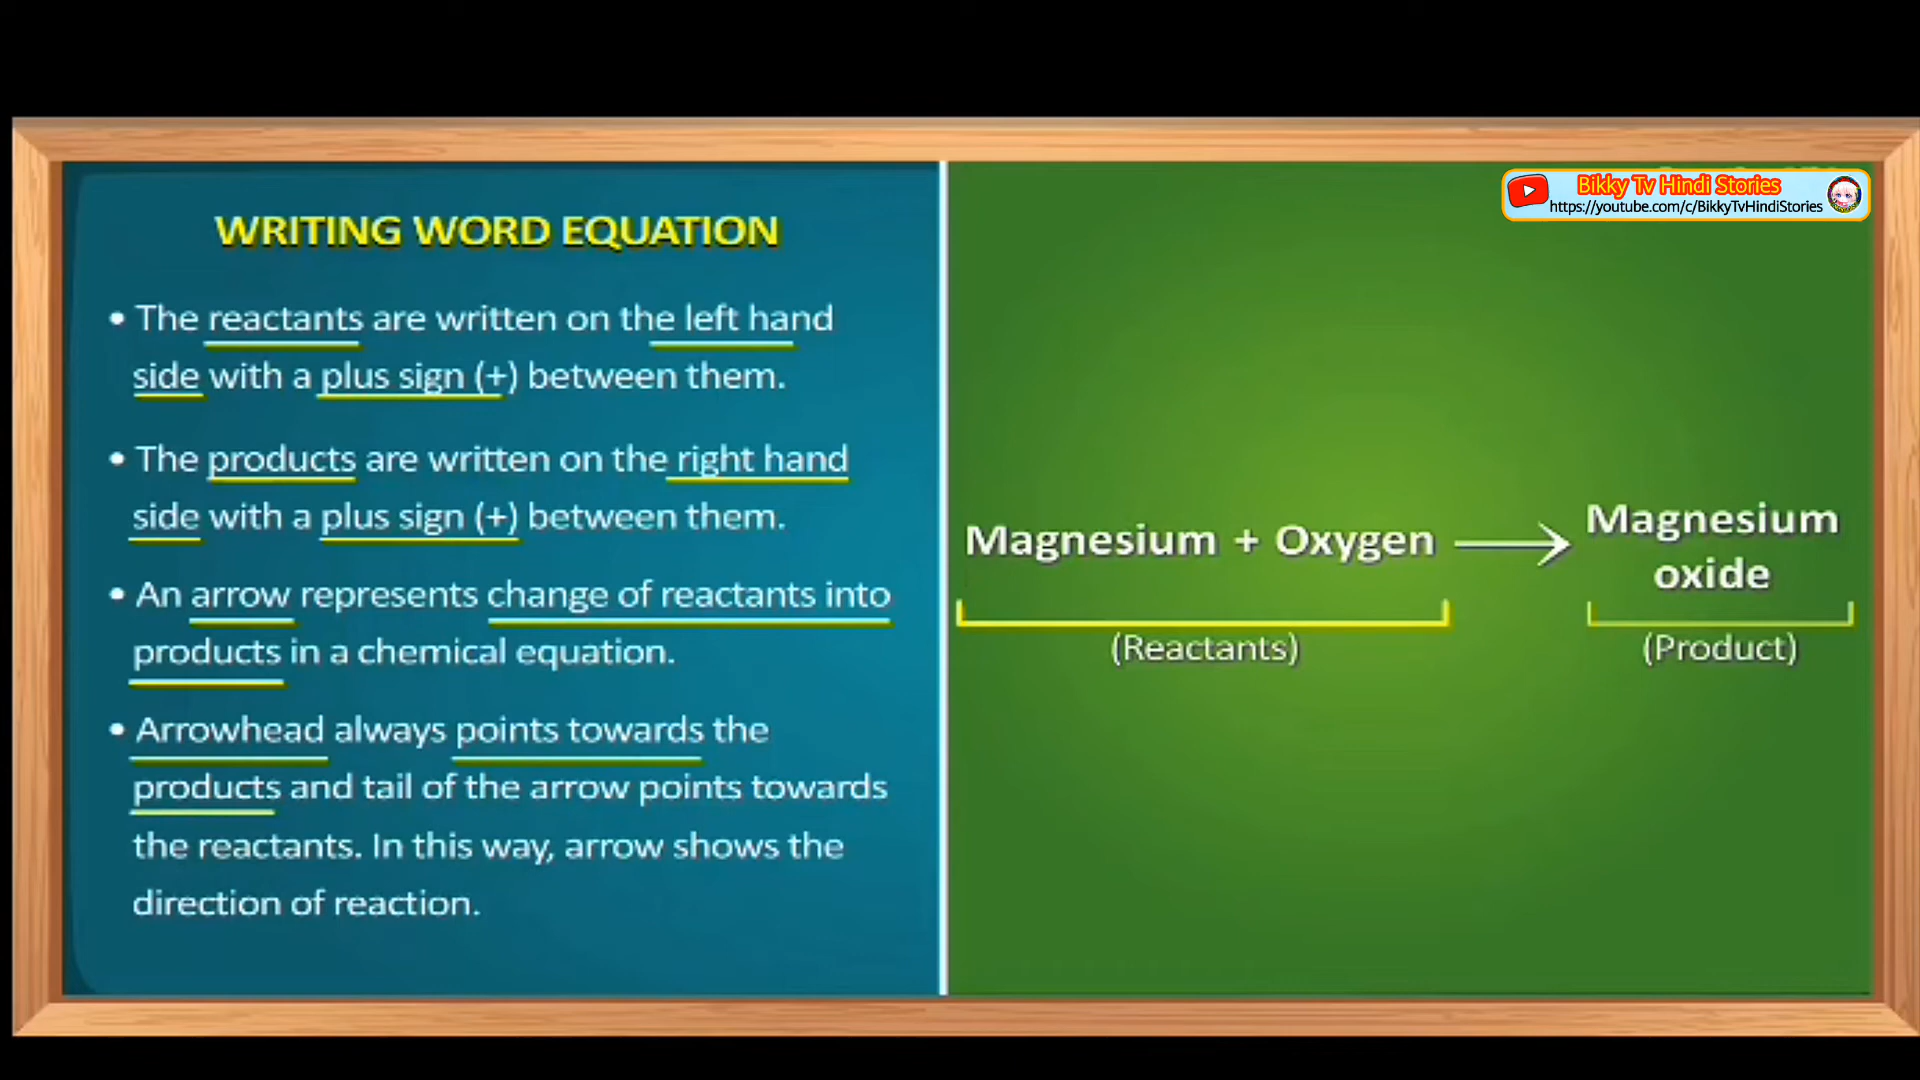 Bikky Tv Hindi Stories
https://youtube.com/c/BikkyTvHindiStories
WRITING WORD EQUATION
• The reactants are written on the left hand
side with a plus sign (+) between them.
• The products are written on the right hand
side with a plus sign (+) between them.
• An arrow represents change of reactants into
products in a chemical equation.
• Arrowhead always points towards the
products and tail of the arrow points towards
the reactants. In this way, arrow shows the
direction of reaction.
Magnesium + Oxygen ⟶ Magnesium
oxide
(Reactants)
(Product)